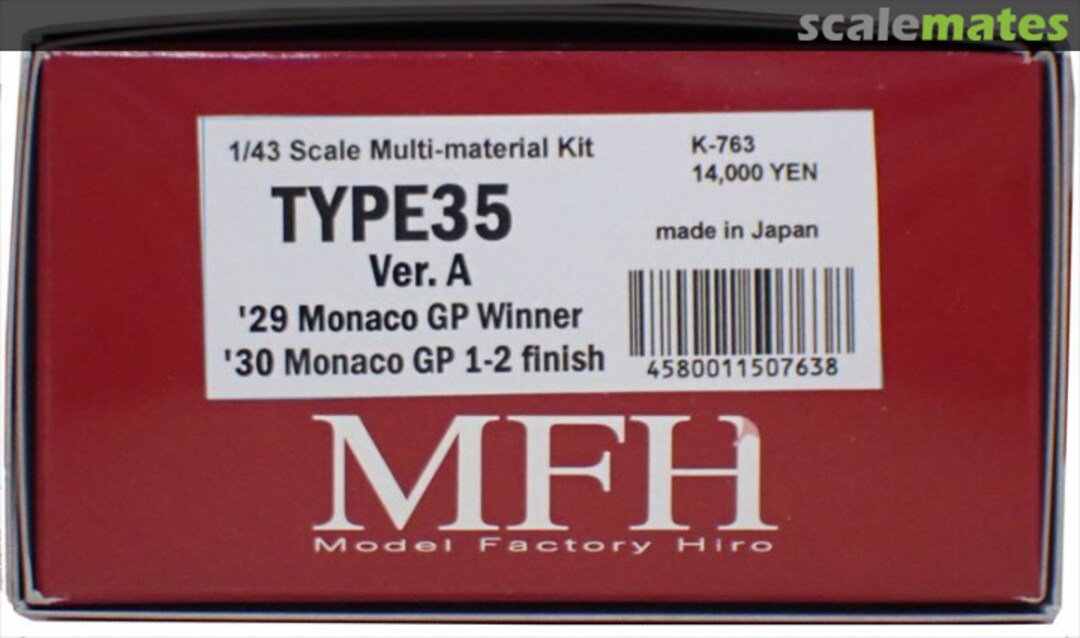 scalemates
1/43 Scale Multi-material Kit
K-763
14,000 YEN
TYPE35
made in Japan
Ver. A
'29 Monaco GP Winner
'30 Monaco GP 1-2 finish
4580011507638
MFH
Model Factory Hiro